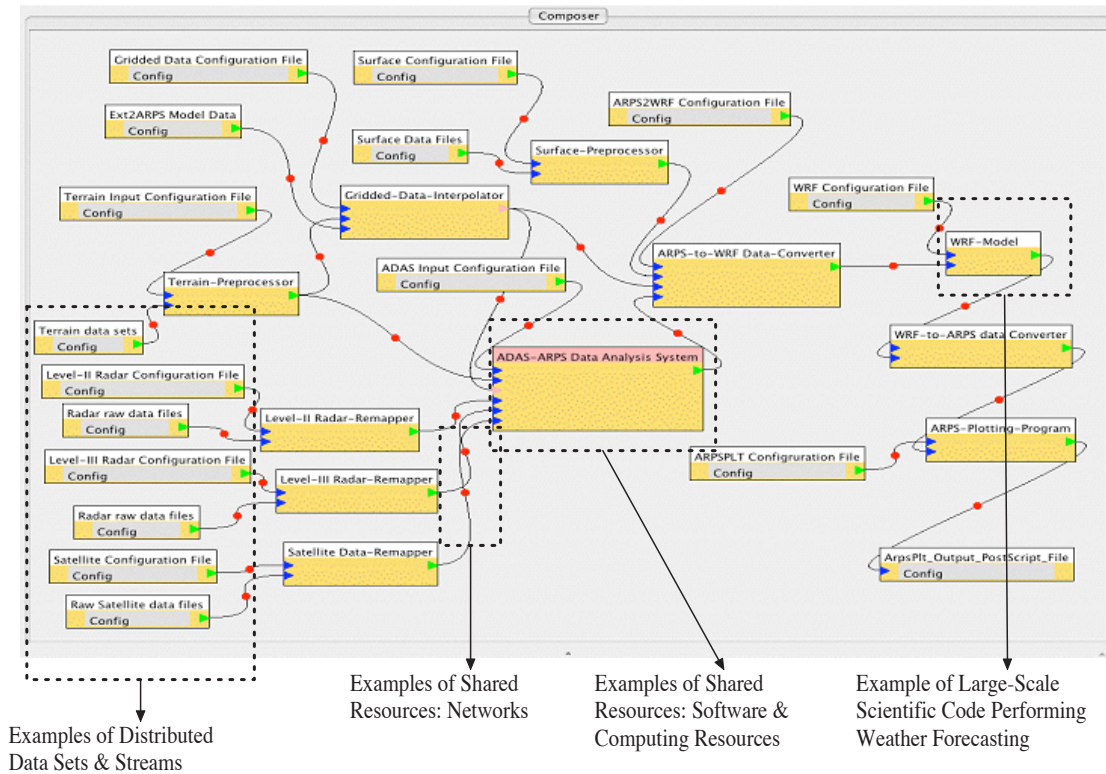 Composer
Gridded Data Configuration File
Config
Surface Configuration File
Config
Ext2ARPS Model Data
Config
ARPS2WRF Configuration File
Config
Surface Data Files
Config
Surface-Preprocessor
Terrain Input Configuration File
Config
Gridded-Data-Interpolator
WRF Configuration File
Config
WRF-Model
ARPS-to-WRF Data-Converter
ADAS Input Configuration File
Config
Terrain-Preprocessor
Terrain data sets
Config
WRF-to-ARPS data Converter
ADAS-ARPS Data Analysis System
Level-II Radar Configuration File
Config
Radar raw data files
Config
Level-II Radar-Remapper
ARPS-Plotting-Program
ARPSPLT Configruration File
Config
Level-III Radar Configuration File
Config
Level-III Radar-Remapper
Radar raw data files
Config
Satellite Data-Remapper
Satellite Configuration File
Config
ArpsPlt_Output_PostScript_File
Config
Raw Satellite data files
Config
Examples of Distributed
Data Sets & Streams
Examples of Shared
Resources: Networks
Examples of Shared
Resources: Software &
Computing Resources
Example of Large-Scale
Scientific Code Performing
Weather Forecasting